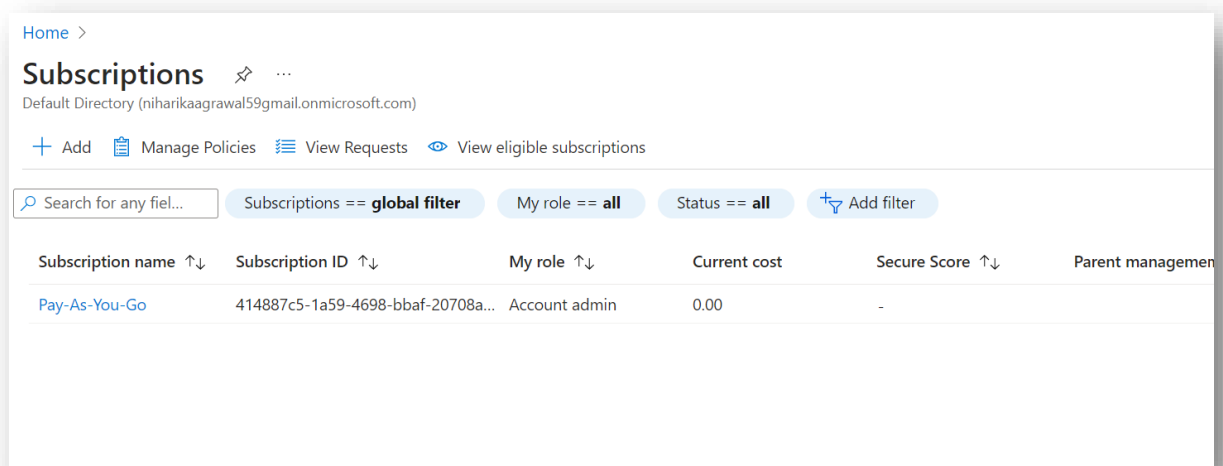 Home >
Subscriptions ...
Default Directory (niharikaagrawal59gmail.onmicrosoft.com)
+ Add Manage Policies View Requests View eligible subscriptions
Search for any fiel... Subscriptions == global filter My role == all Status == all Add filter
Subscription name ↑↓ Subscription ID ↑↓ My role ↑↓ Current cost Secure Score ↑↓ Parent managemen
Pay-As-You-Go 414887c5-1a59-4698-bbaf-20708a... Account admin 0.00 -